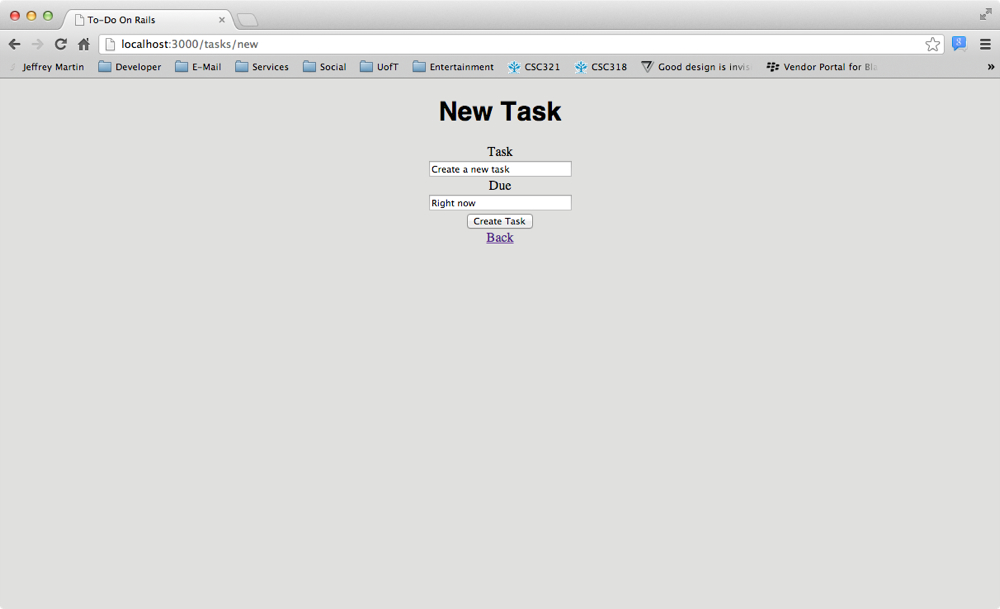 To-Do On Rails
localhost:3000/tasks/new
Jeffrey Martin Developer E-Mail Services Social UofT Entertainment CSC321 CSC318 Good design is invis Vendor Portal for Bla
New Task
Task
Create a new task
Due
Right now
Create Task
Back